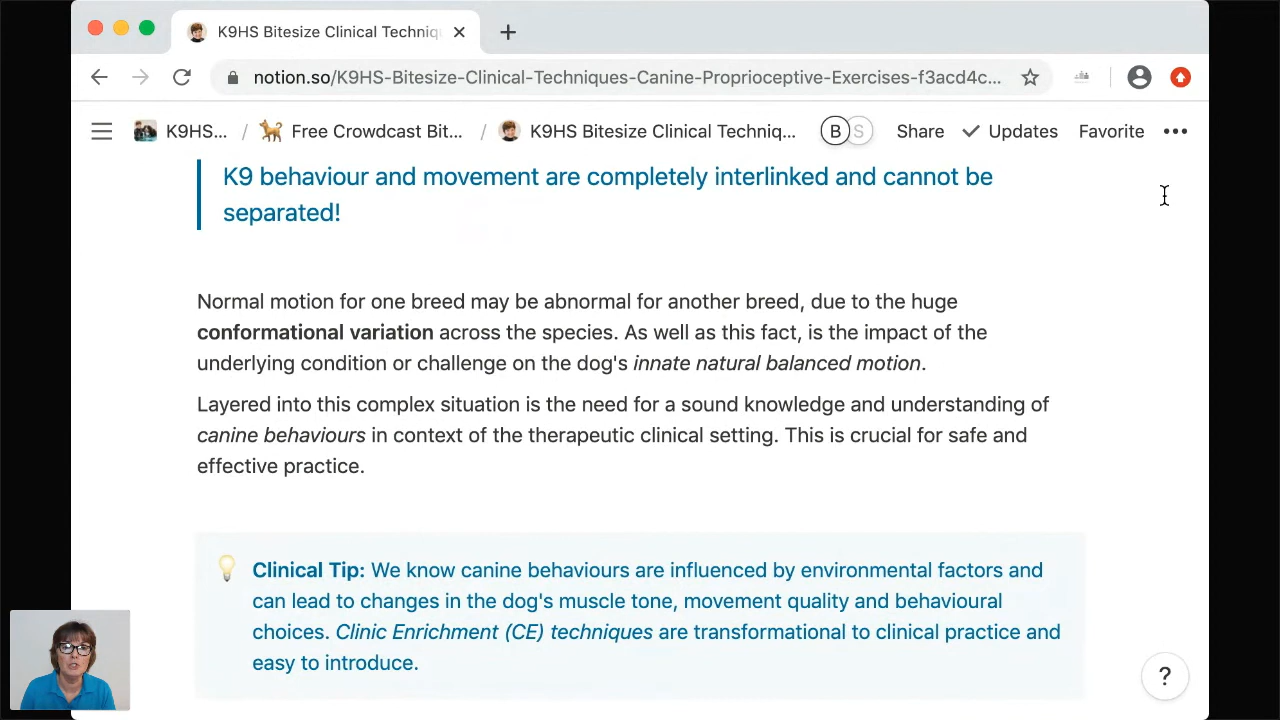 K9HS Bitesize Clinical Techniq
notion.so/K9HS-Bitesize-Clinical-Techniques-Canine-Proprioceptive-Exercises-f3acd4c...
K9HS... / Free Crowdcast Bit... / K9HS Bitesize Clinical Techniq... B S Share Updates Favorite
K9 behaviour and movement are completely interlinked and cannot be
separated!
Normal motion for one breed may be abnormal for another breed, due to the huge
conformational variation across the species. As well as this fact, is the impact of the
underlying condition or challenge on the dog's innate natural balanced motion.
Layered into this complex situation is the need for a sound knowledge and understanding of
canine behaviours in context of the therapeutic clinical setting. This is crucial for safe and
effective practice.
Clinical Tip: We know canine behaviours are influenced by environmental factors and
can lead to changes in the dog's muscle tone, movement quality and behavioural
choices. Clinic Enrichment (CE) techniques are transformational to clinical practice and
easy to introduce.
?